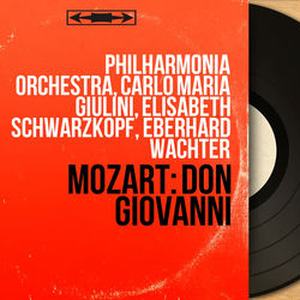 PHILHARMONIA
ORCHESTRA, CARLO MARIA
GIULINI, ELISABETH
SCHWARZKOPF, EBERHARD
WÄCHTER
MOZART: DON
GIOVANNI